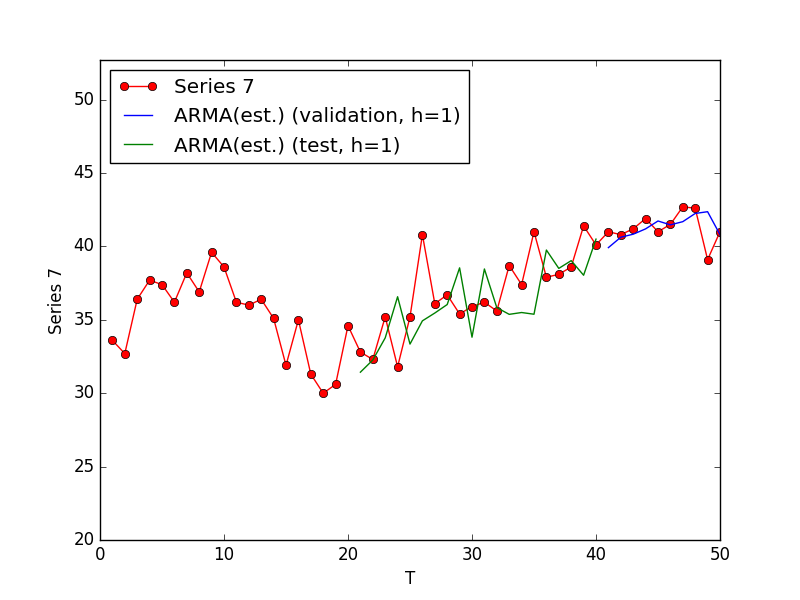 Series 7
ARMA(est.) (validation, h=1)
ARMA(est.) (test, h=1)
50
45
40
35
30
25
20
Series 7
0 10 20 30 40 50
T